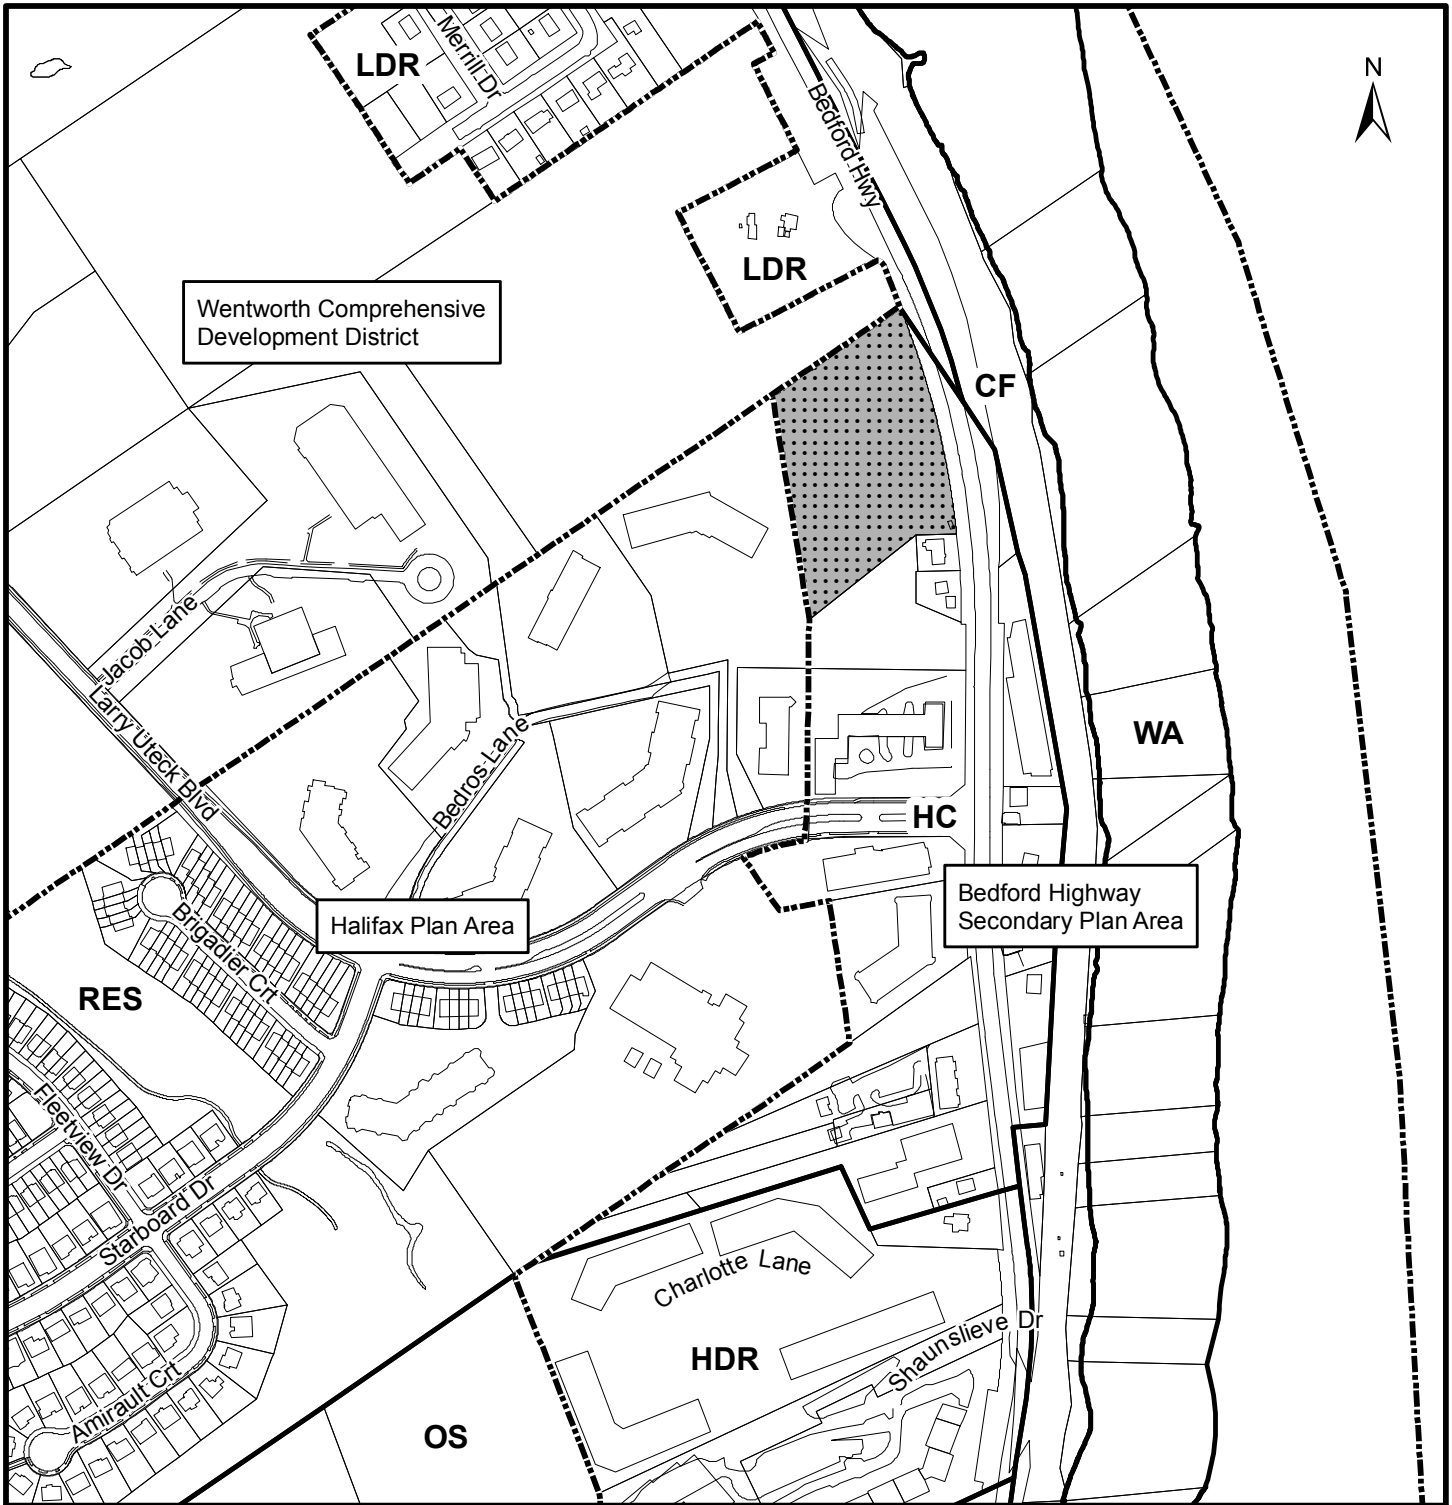 Merrill Dr
LDR
N
Bedford Hwy
LDR
Wentworth Comprehensive
Development District
CF
Jacob Lane
Larry Uteck Blvd
Bedros Lane
WA
HC
Bedford Highway
Secondary Plan Area
Halifax Plan Area
Brigadier Crt
RES
Fleetview Dr
Starboard Dr
Charlotte Lane
Shaunslieve Dr
HDR
Amirault Crt
OS